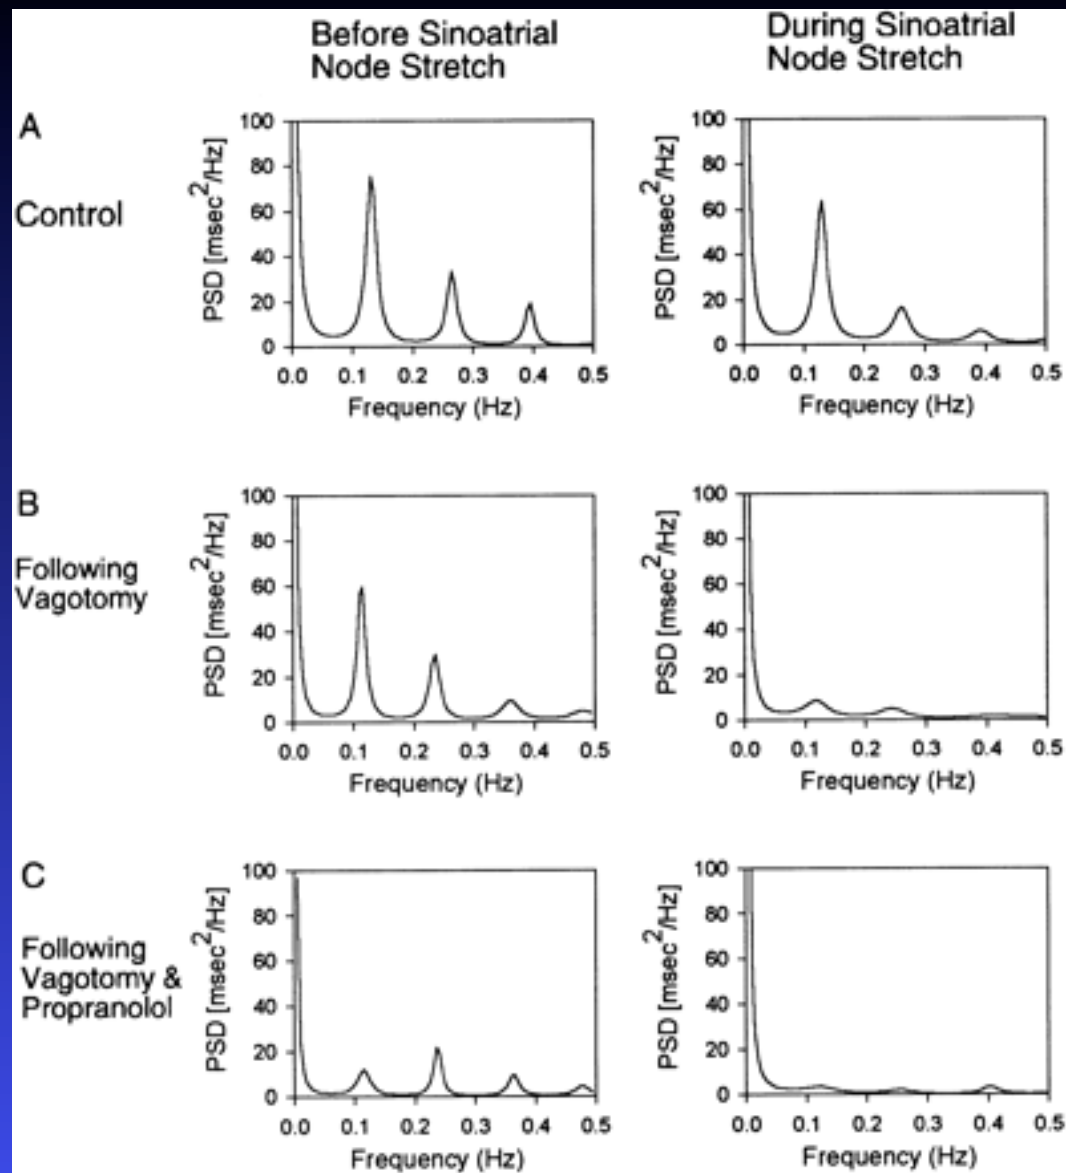 Before Sinoatrial
Node Stretch
During Sinoatrial
Node Stretch
A
Control
PSD [msec2/Hz]
100
80
60
40
20
0
0.0 0.1 0.2 0.3 0.4 0.5
Frequency (Hz)
PSD [msec2/Hz]
100
80
60
40
20
0
0.0 0.1 0.2 0.3 0.4 0.5
Frequency (Hz)
B
Following
Vagotomy
PSD [msec2/Hz]
100
80
60
40
20
0
0.0 0.1 0.2 0.3 0.4 0.5
Frequency (Hz)
PSD [msec2/Hz]
100
80
60
40
20
0
0.0 0.1 0.2 0.3 0.4 0.5
Frequency (Hz)
C
Following
Vagotomy &
Propranolol
PSD [msec2/Hz]
100
80
60
40
20
0
0.0 0.1 0.2 0.3 0.4 0.5
Frequency (Hz)
PSD [msec2/Hz]
100
80
60
40
20
0
0.0 0.1 0.2 0.3 0.4 0.5
Frequency (Hz)